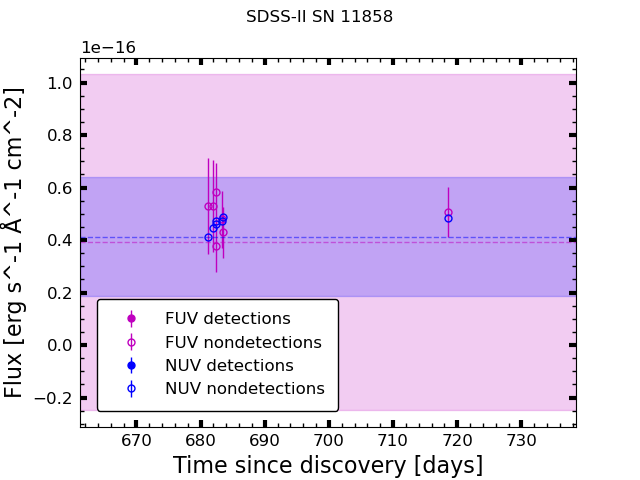 SDSS-II SN 11858
1e−16
Flux [erg s^-1 Å^-1 cm^-2]
1.0
0.8
0.6
0.4
0.2
0.0
−0.2
FUV detections
FUV nondetections
NUV detections
NUV nondetections
670 680 690 700 710 720 730
Time since discovery [days]